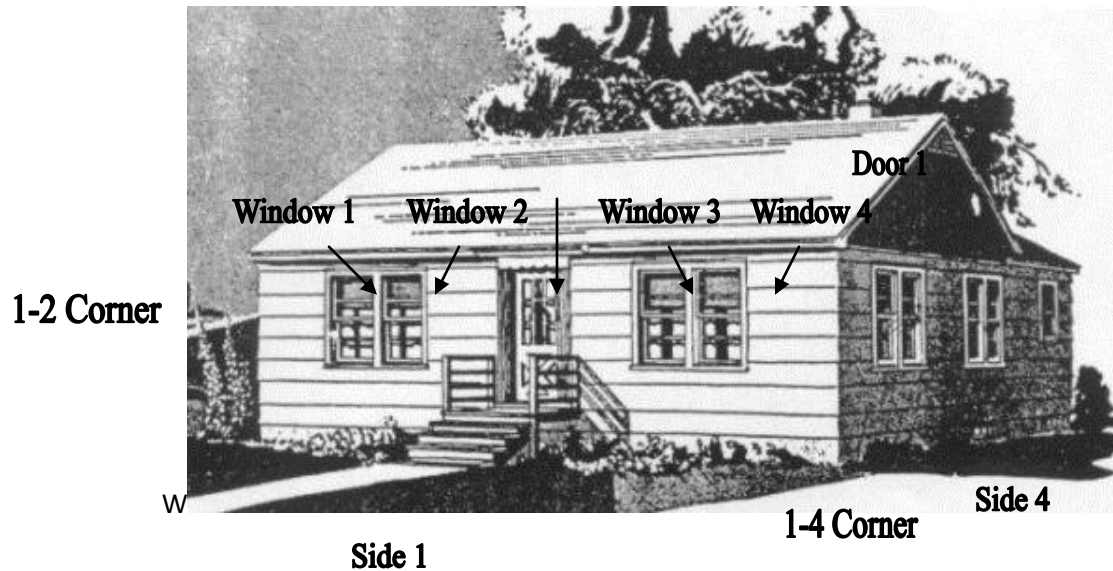 Door 1
Window 1
Window 2
Window 3
Window 4
1-2 Corner
W
Side 4
1-4 Corner
Side 1